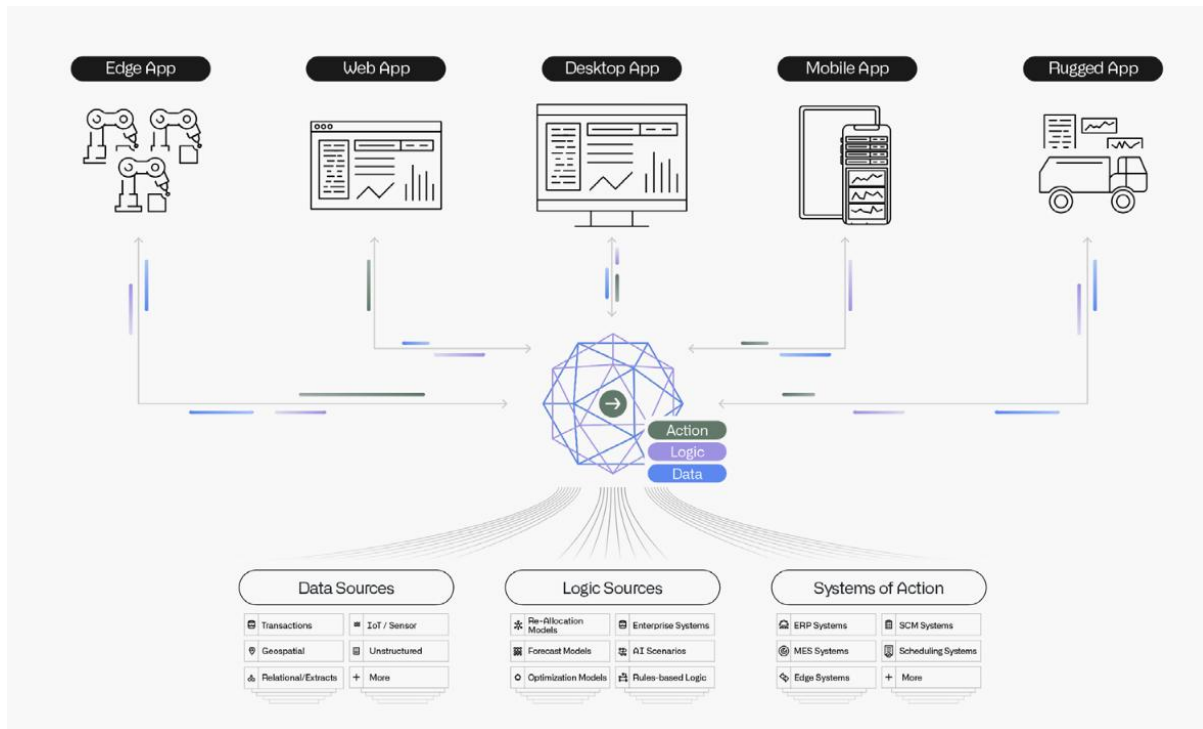 Edge App
Web App
Desktop App
Mobile App
Rugged App
Action
Logic
Data
Data Sources
Transactions
IoT / Sensor
Geospatial
Unstructured
Relational/Extracts
More
Logic Sources
Re-Allocation
Models
Enterprise Systems
Forecast Models
AI Scenarios
Optimization Models
Rules-based Logic
Systems of Action
ERP Systems
SCM Systems
MES Systems
Scheduling Systems
Edge Systems
More